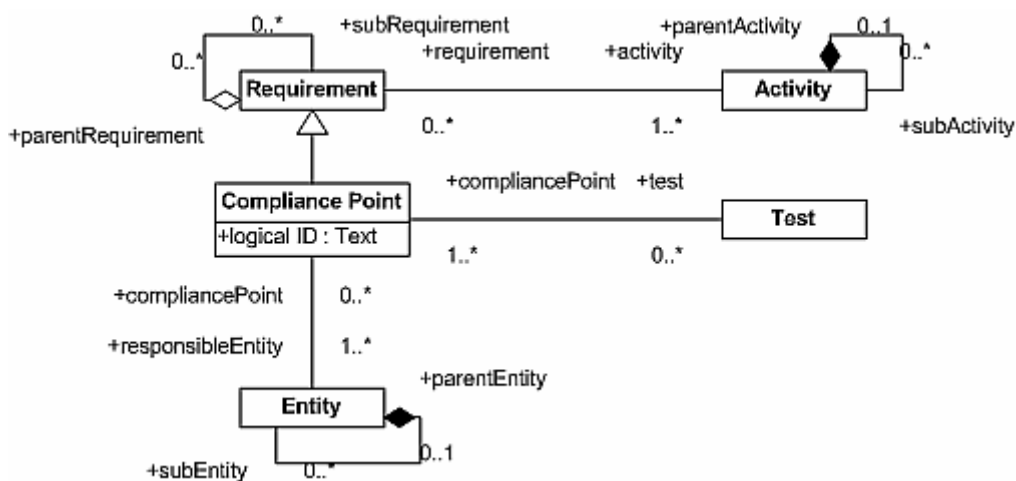 0..* +subRequirement +parentActivity 0..1
0..* +requirement +activity 0..*
Requirement Activity
+parentRequirement 0..* 1..* +subActivity
+compliancePoint +test
Compliance Point Test
+logical ID : Text
1..* 0..*
+compliancePoint 0..*
+responsibleEntity 1..*
+parentEntity
Entity
0..1
+subEntity 0..*